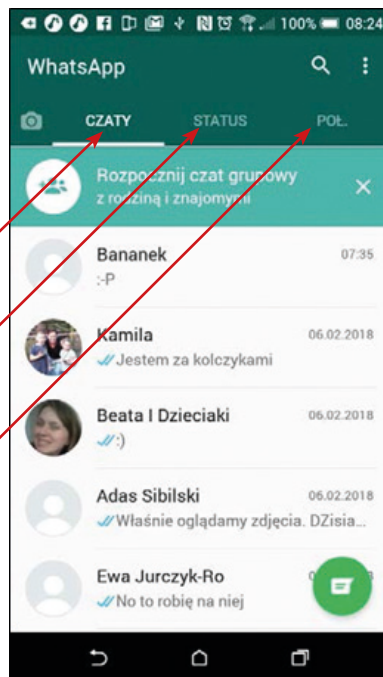 100% 08:24
WhatsApp
CZATY STATUS POŁ.
Rozpocznij czat grupowy
z rodziną i znajomymi
Bananek 07:35
:-P
Kamila 06.02.2018
Jestem za kolczykami
Beata I Dzieciaki 06.02.2018
:)
Adas Sibilski 06.02.2018
Właśnie oglądamy zdjęcia. DZisia...
Ewa Jurczyk-Ro
No to robię na niej